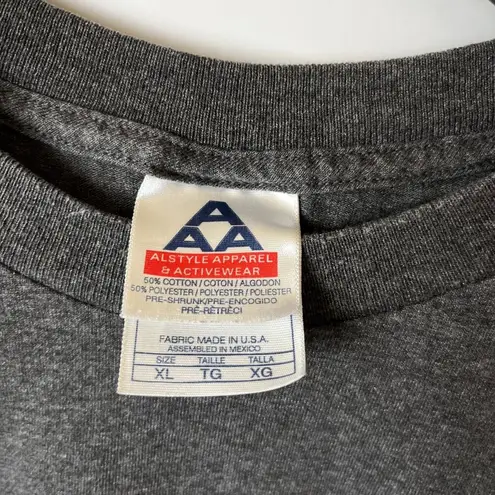 A
AAA
ALSTYLE APPAREL
& ACTIVEWEAR
50% COTTON / COTON / ALGODON
50% POLYESTER / POLYESTER / POLIESTER
PRE-SHRUNK/PRE-ENCOGIDO
PRÉ-RÉTRÉCI
FABRIC MADE IN U.S.A.
ASSEMBLED IN MEXICO
SIZE TAILLE TALLA
XL TG XG